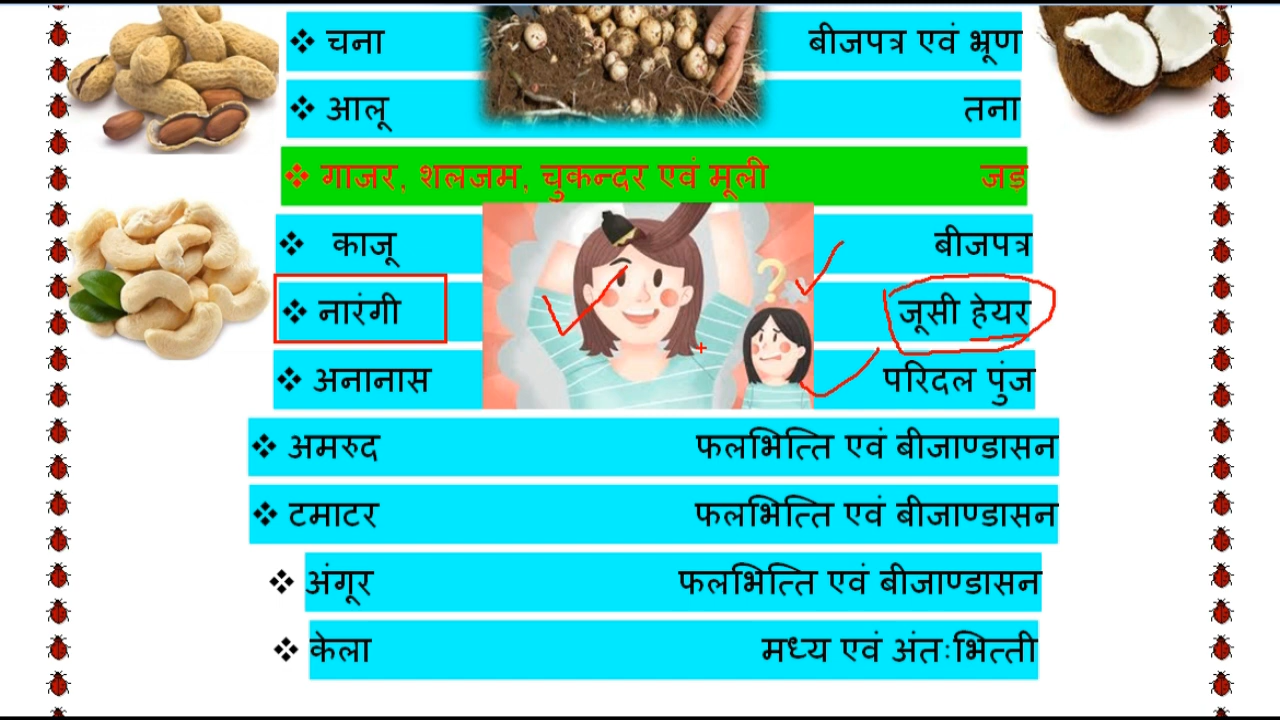 ❖ चना बीजपत्र एवं भ्रूण
❖ आलू तना
❖ गाजर, शलजम, चुकन्दर एवं मूली जड
❖ काजू बीजपत्र
❖ नारंगी जूसी हेयर
❖ अनानास परिदल पुंज
❖ अमरुद फलभित्ति एवं बीजाण्डासन
❖ टमाटर फलभित्ति एवं बीजाण्डासन
❖ अंगूर फलभित्ति एवं बीजाण्डासन
❖ केला मध्य एवं अंतःभित्ती